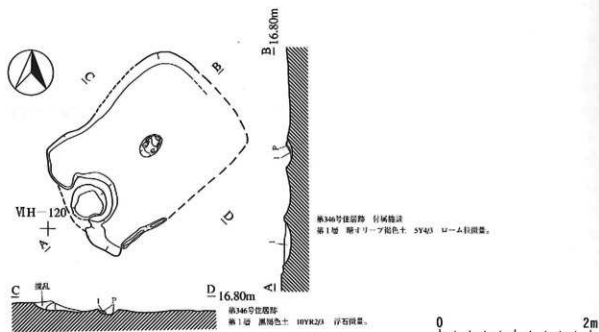 B 16.80m
C
B
D
A
ⅥH−120
第346号住居跡 付属施設
第1層 暗オリーブ褐色土 5Y4/3 ローム粒微量。
A
C 撹乱 1 P D 16.80m
第346号住居跡
第1層 黒褐色土 10YR2/3 浮石微量。
0 2m